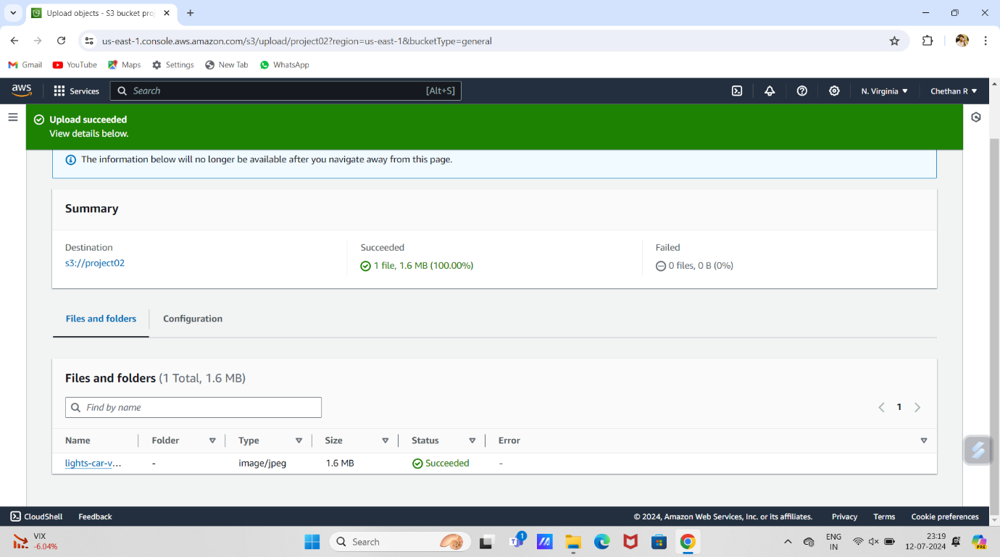 Upload objects - S3 bucket pro
us-east-1.console.aws.amazon.com/s3/upload/project02?region=us-east-1&bucketType=general
Gmail YouTube Maps Settings New Tab WhatsApp
aws Services Search [Alt+S] N. Virginia Chethan R
Upload succeeded
View details below.
The information below will no longer be available after you navigate away from this page.
Summary
Destination Succeeded Failed
s3://project02 1 file, 1.6 MB (100.00%) 0 files, 0 B (0%)
Files and folders Configuration
Files and folders (1 Total, 1.6 MB)
Find by name 1
Name Folder Type Size Status Error
lights-car-v... - image/jpeg 1.6 MB Succeeded -
CloudShell Feedback © 2024, Amazon Web Services, Inc. or its affiliates. Privacy Terms Cookie preferences
VIX
-6.04%
Search
1
ENG
IN
23:19
12-07-2024
PRE